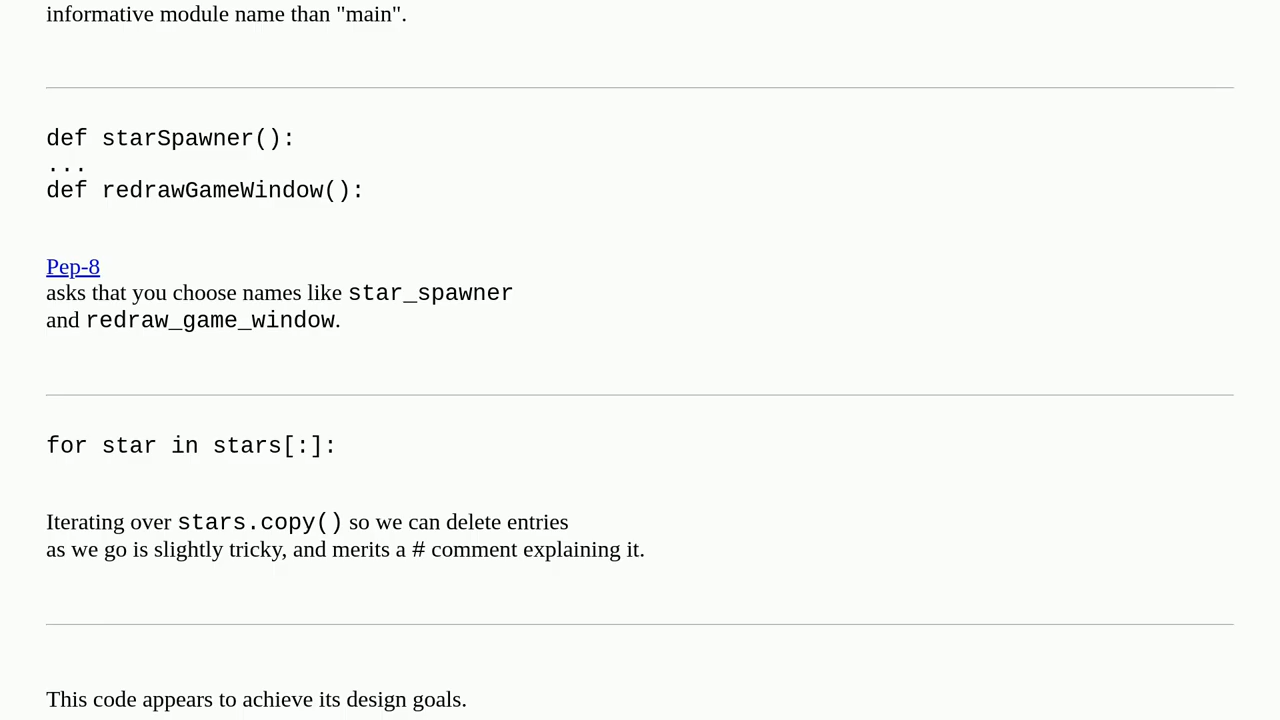 informative module name than "main".
def starSpawner():
...
def redrawGameWindow():
Pep-8
asks that you choose names like star_spawner
and redraw_game_window.
for star in stars[:]:
Iterating over stars.copy() so we can delete entries
as we go is slightly tricky, and merits a # comment explaining it.
This code appears to achieve its design goals.